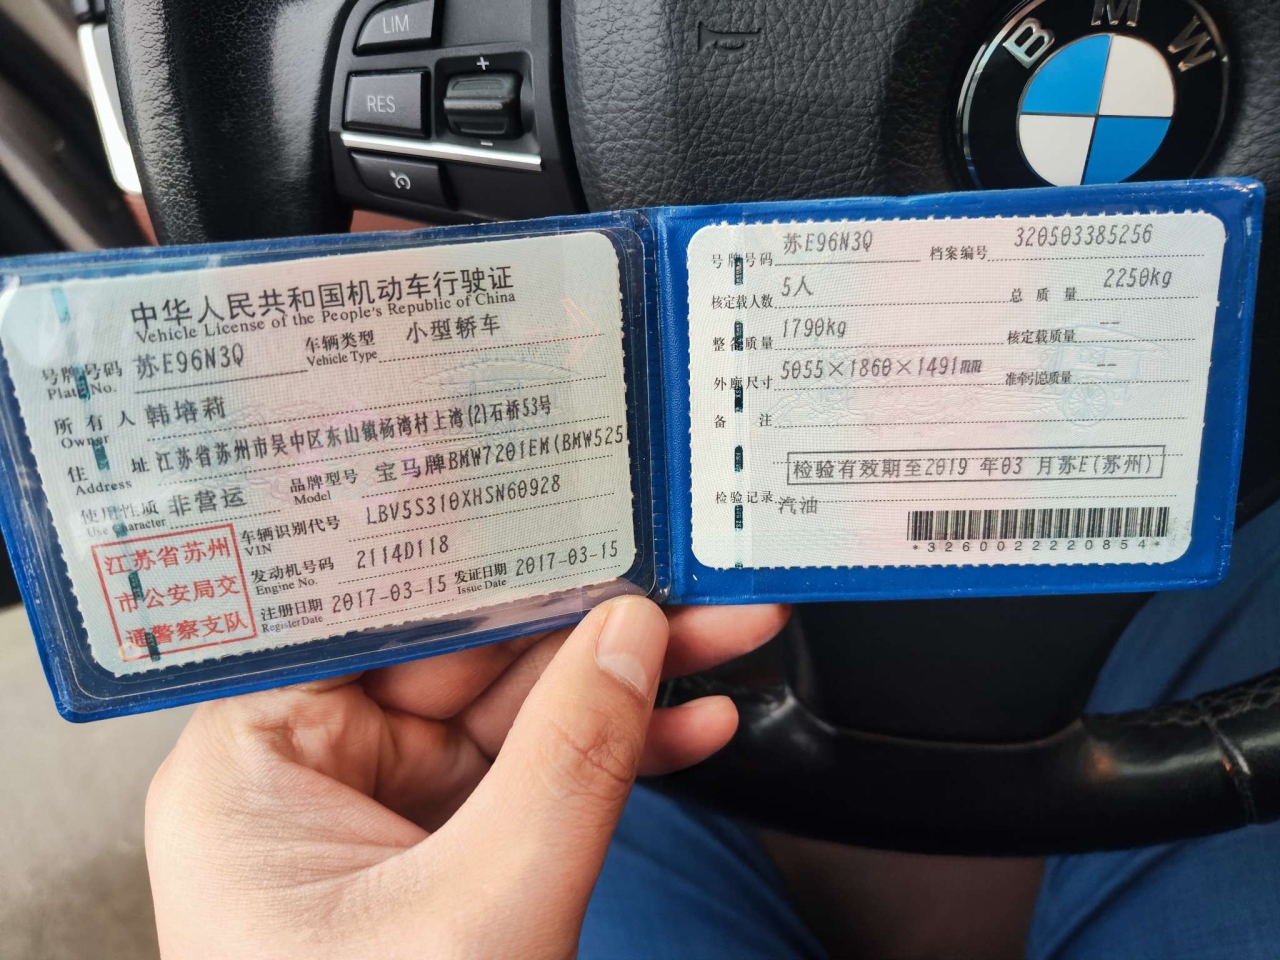 LIM
RES
+
-
BMW
中华人民共和国机动车行驶证
Vehicle License of the People's Republic of China
号牌号码 苏E96N3Q 车辆类型 小型轿车
Plate No. Vehicle Type
所有人 韩培莉
Owner
住址 江苏省苏州市吴中区东山镇杨湾村上湾(2)石桥53号
Address
使用性质 非营运 品牌型号 宝马牌BMW7201EM(BMW525
Use Character Model
车辆识别代号 LBV5S310XHSN60928
VIN
发动机号码 2114D118
Engine No.
注册日期 2017-03-15 发证日期 2017-03-15
Register Date Issue Date
江苏省苏州
市公安局交
通警察支队
号牌号码 苏E96N3Q 档案编号 320503385256
核定载人数 5人 总质量 2250kg
整备质量 1790kg 核定载质量 --
外廓尺寸 5055×1860×1491mm 准牵引总质量 --
备注
检验有效期至2019 年03 月苏E(苏州)
检验记录
汽油
*3260022220854*